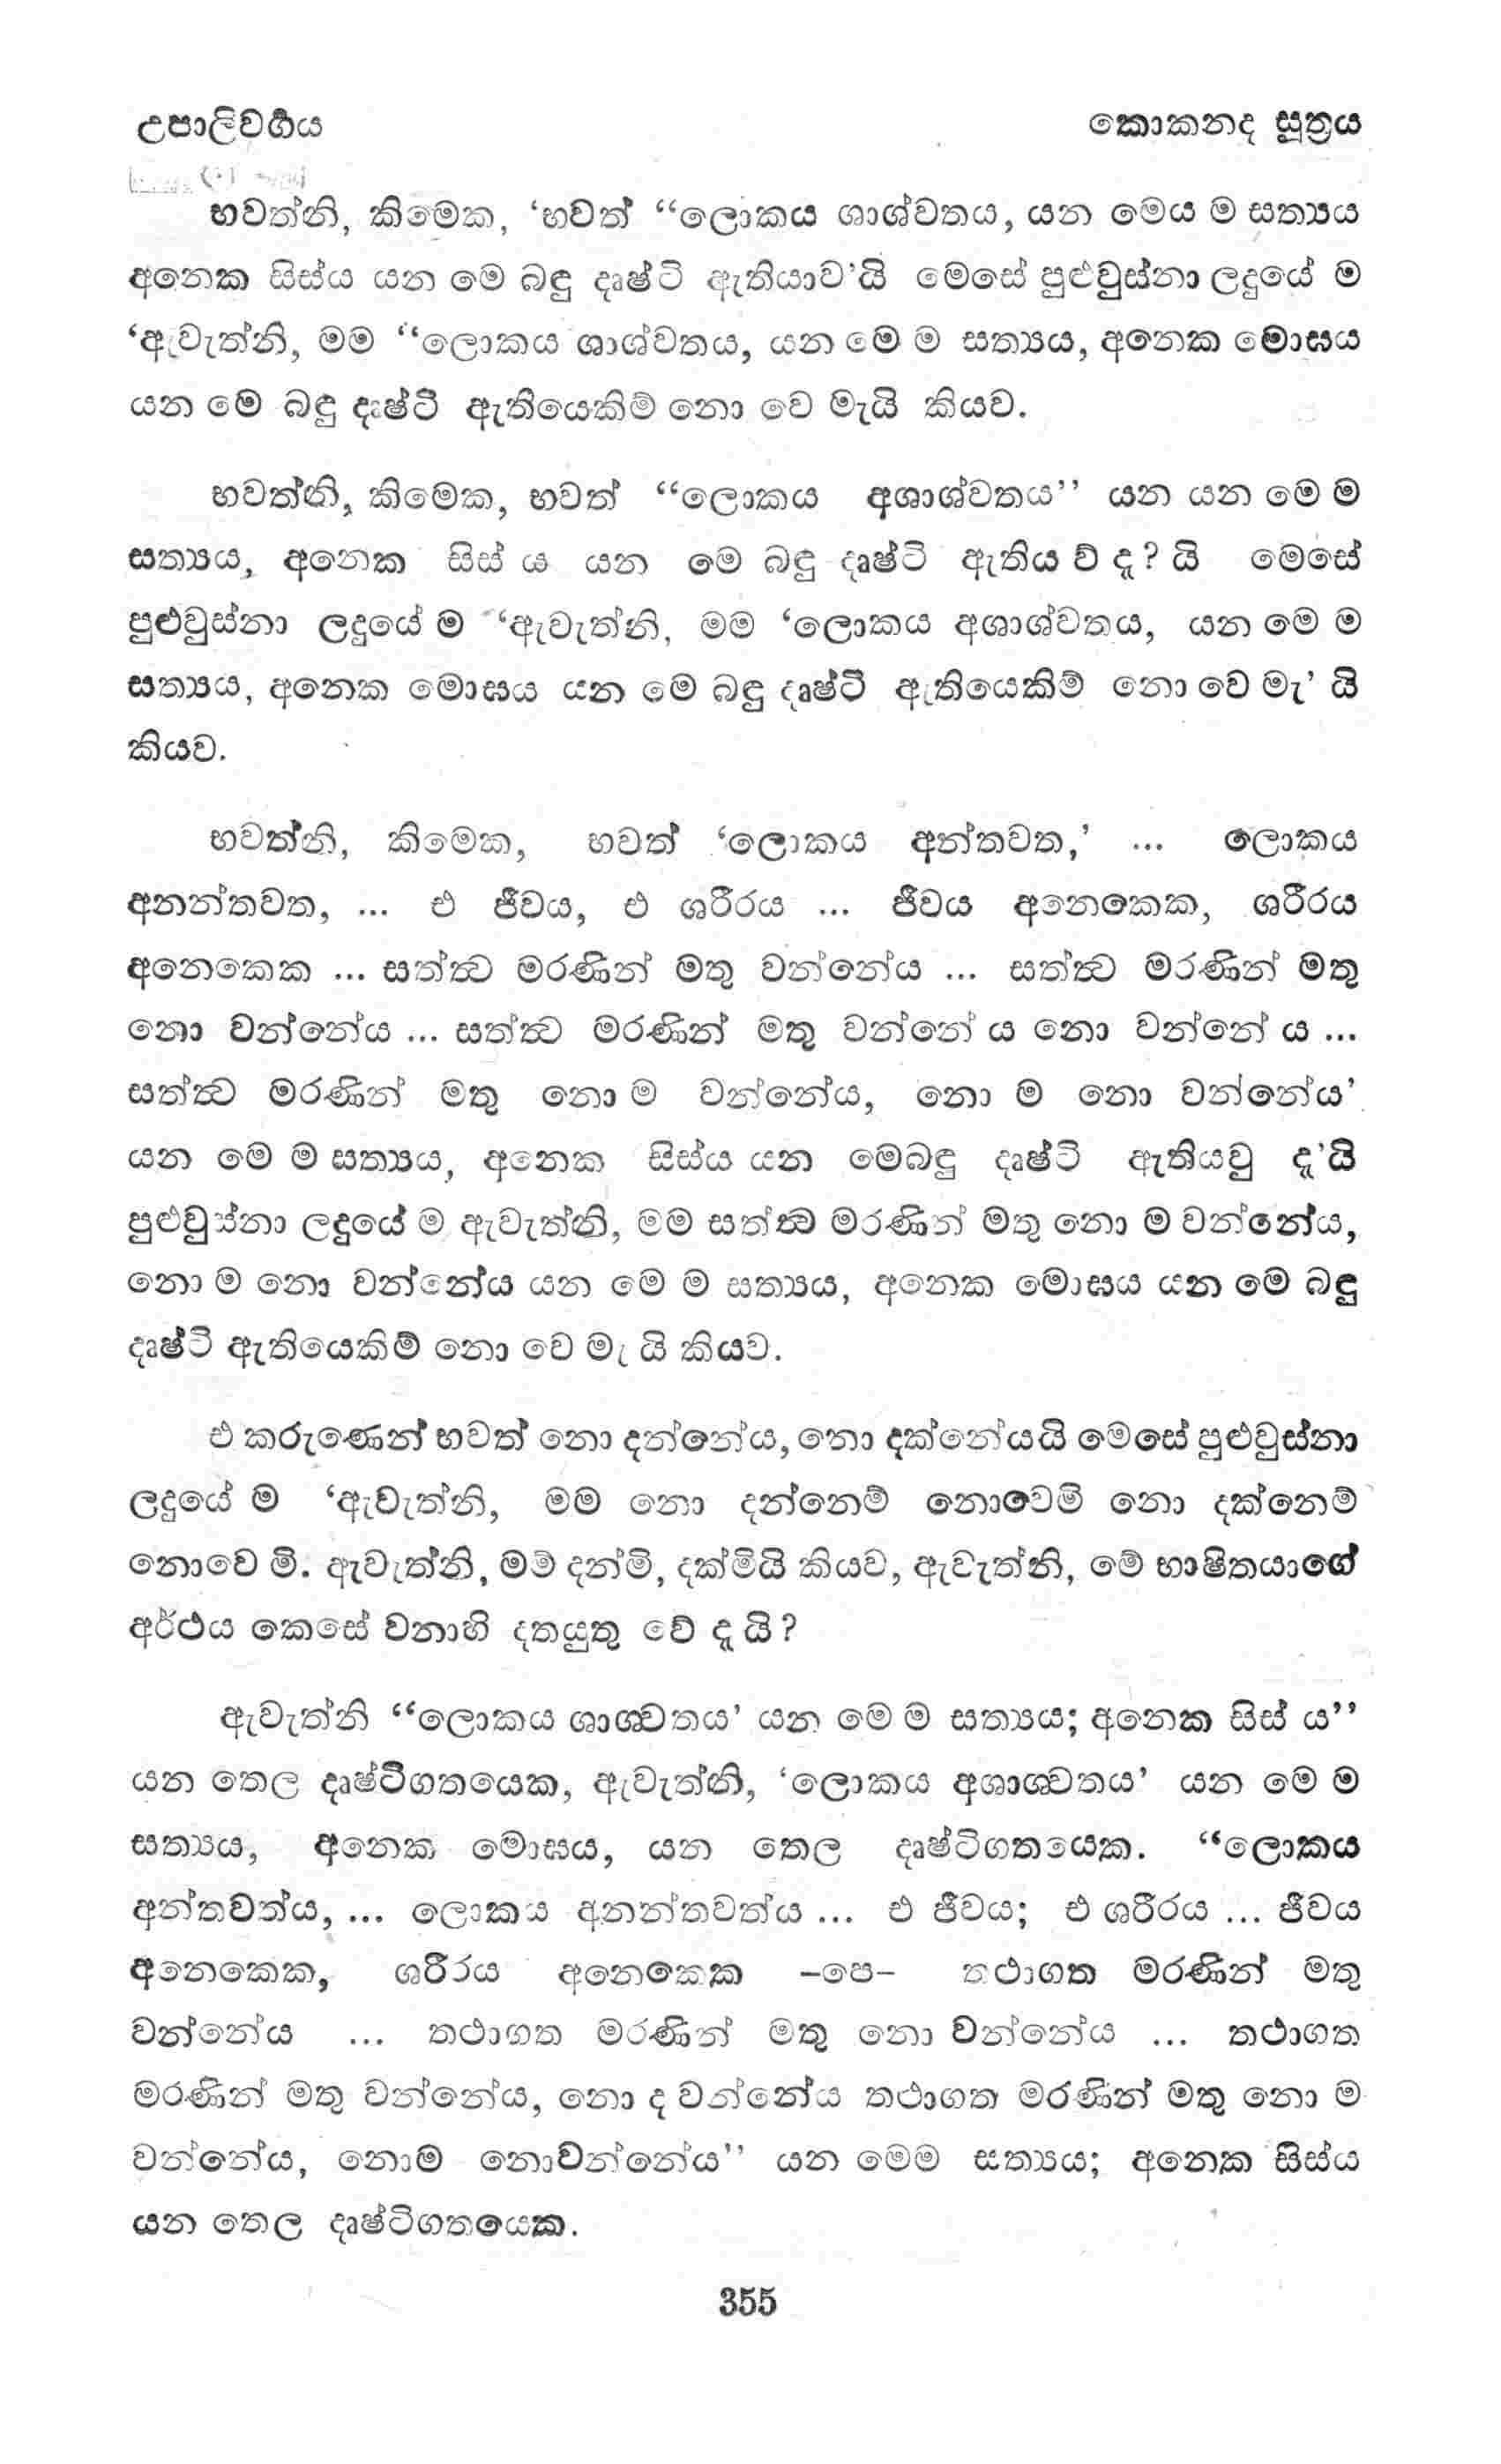 උපාලිවර්‍ගය
කොකනද සූත්‍රය
භවත්නි, කිමෙක, ‘භවත් “ලොකය ශාශ්වතය, යන මෙය ම සත්‍යය
අනෙක සිස්ය යන මෙ බඳු දෘෂ්ටි ඇතියාව’යි මෙසේ පුළුවුස්නා ලදුයේ ම
‘ඇවැත්නි, මම “ලොකය ශාශ්වතය, යන මෙ ම සත්‍යය, අනෙක මොඝය
යන මෙ බඳු දෘෂ්ටි ඇතියෙකිම් නො වෙ මැයි කියව.
භවත්නි, කිමෙක, භවත් “ලොකය අශාශ්වතය” යන යන මෙ ම
සත්‍යය, අනෙක සිස් ය යන මෙ බඳු දෘෂ්ටි ඇතිය ව් ද? යි මෙසේ
පුළුවුස්නා ලදුයේ ම ‘ඇවැත්නි, මම ‘ලොකය අශාශ්වතය, යන මෙ ම
සත්‍යය, අනෙක මොඝය යන මෙ බඳු දෘෂ්ටි ඇතියෙකිම් නො වෙ මැ’ යි
කියව.
භවත්නි, කිමෙක, භවත් ‘ලොකය අන්තවත,’ ... ලොකය
අනන්තවත, ... එ ජීවය, එ ශරීරය ... ජීවය අනෙකෙක, ශරීරය
අනෙකෙක ... සත්ත්‍ව මරණින් මතු වන්නේය ... සත්ත්‍ව මරණින් මතු
නො වන්නේය ... සත්ත්‍ව මරණින් මතු වන්නේ ය නො වන්නේ ය ...
සත්ත්‍ව මරණින් මතු නො ම වන්නේය, නො ම නො වන්නේය’
යන මෙ ම සත්‍යය, අනෙක සිස්ය යන මෙබඳු දෘෂ්ටි ඇතියවු ද’යි
පුළුවුස්නා ලදුයේ ම ඇවැත්නි, මම සත්ත්‍ව මරණින් මතු නො ම වන්නේය,
නො ම නො වන්නේය යන මෙ ම සත්‍යය, අනෙක මොඝය යන මෙ බඳු
දෘෂ්ටි ඇතියෙකිම් නො වෙ මැ යි කියව.
එ කරුණෙන් භවත් නො දන්නේය, නො දක්නේයයි මෙසේ පුළුවුස්නා
ලදුයේ ම ‘ඇවැත්නි, මම නො දන්නෙම් නොවෙමි නො දක්නෙම්
නොවෙ මි. ඇවැත්නි, මම දන්මි, දක්මියි කියව, ඇවැත්නි, මේ භාෂිතයාගේ
අර්ථය කෙසේ වනාහි දතයුතු වේ ද යි?
ඇවැත්නි “ලොකය ශාශ්‍වතය’ යන මෙ ම සත්‍යය; අනෙක සිස් ය”
යන තෙල දෘෂ්ටිගතයෙක, ඇවැත්නි, ‘ලොකය අශාශ්‍වතය’ යන මෙ ම
සත්‍යය, අනෙක මොඝය, යන තෙල දෘෂ්ටිගතයෙක. “ලොකය
අන්තවත්ය, ... ලොකය අනන්තවත්ය ... එ ජීවය; එ ශරීරය ... ජීවය
අනෙකෙක, ශරීරය අනෙකෙක –පෙ– තථාගත මරණින් මතු
වන්නේය ... තථාගත මරණින් මතු නො වන්නේය ... තථාගත
මරණින් මතු වන්නේය, නො ද වන්නේය තථාගත මරණින් මතු නො ම
වන්නේය, නොම නොවන්නේය” යන මෙම සත්‍යය; අනෙක සිස්ය
යන තෙල දෘෂ්ටිගතයෙක.
355